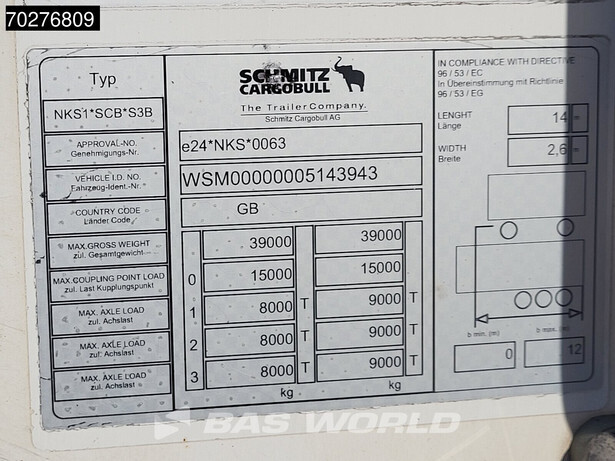 70276809
Typ
NKS1*SCB*S3B
APPROVAL-NO.
Genehmigungs-Nr.
VEHICLE I.D. NO.
Fahrzeug-Ident.-Nr.
COUNTRY CODE
Länder Code
MAX.GROSS WEIGHT
zul. Gesamtgewicht
MAX.COUPLING POINT LOAD
zul. Last Kupplungspunkt
MAX. AXLE LOAD
zul. Achslast
MAX. AXLE LOAD
zul. Achslast
MAX. AXLE LOAD
zul. Achslast
SCHMITZ
CARGOBULL
The Trailer Company.
Schmitz Cargobull AG
e24*NKS*0063
WSM00000005143943
GB
39000 39000
0 15000 15000
1 8000 T 9000 T
2 8000 T 9000 T
3 8000 T 9000 T
kg kg
IN COMPLIANCE WITH DIRECTIVE
96 / 53 / EC
in Übereinstimmung mit Richtlinie
96 / 53 / EG
LENGHT 14 m
Länge
WIDTH 2,6 m
Breite
b min. (m) b max. (m)
0 12
BAS WORLD